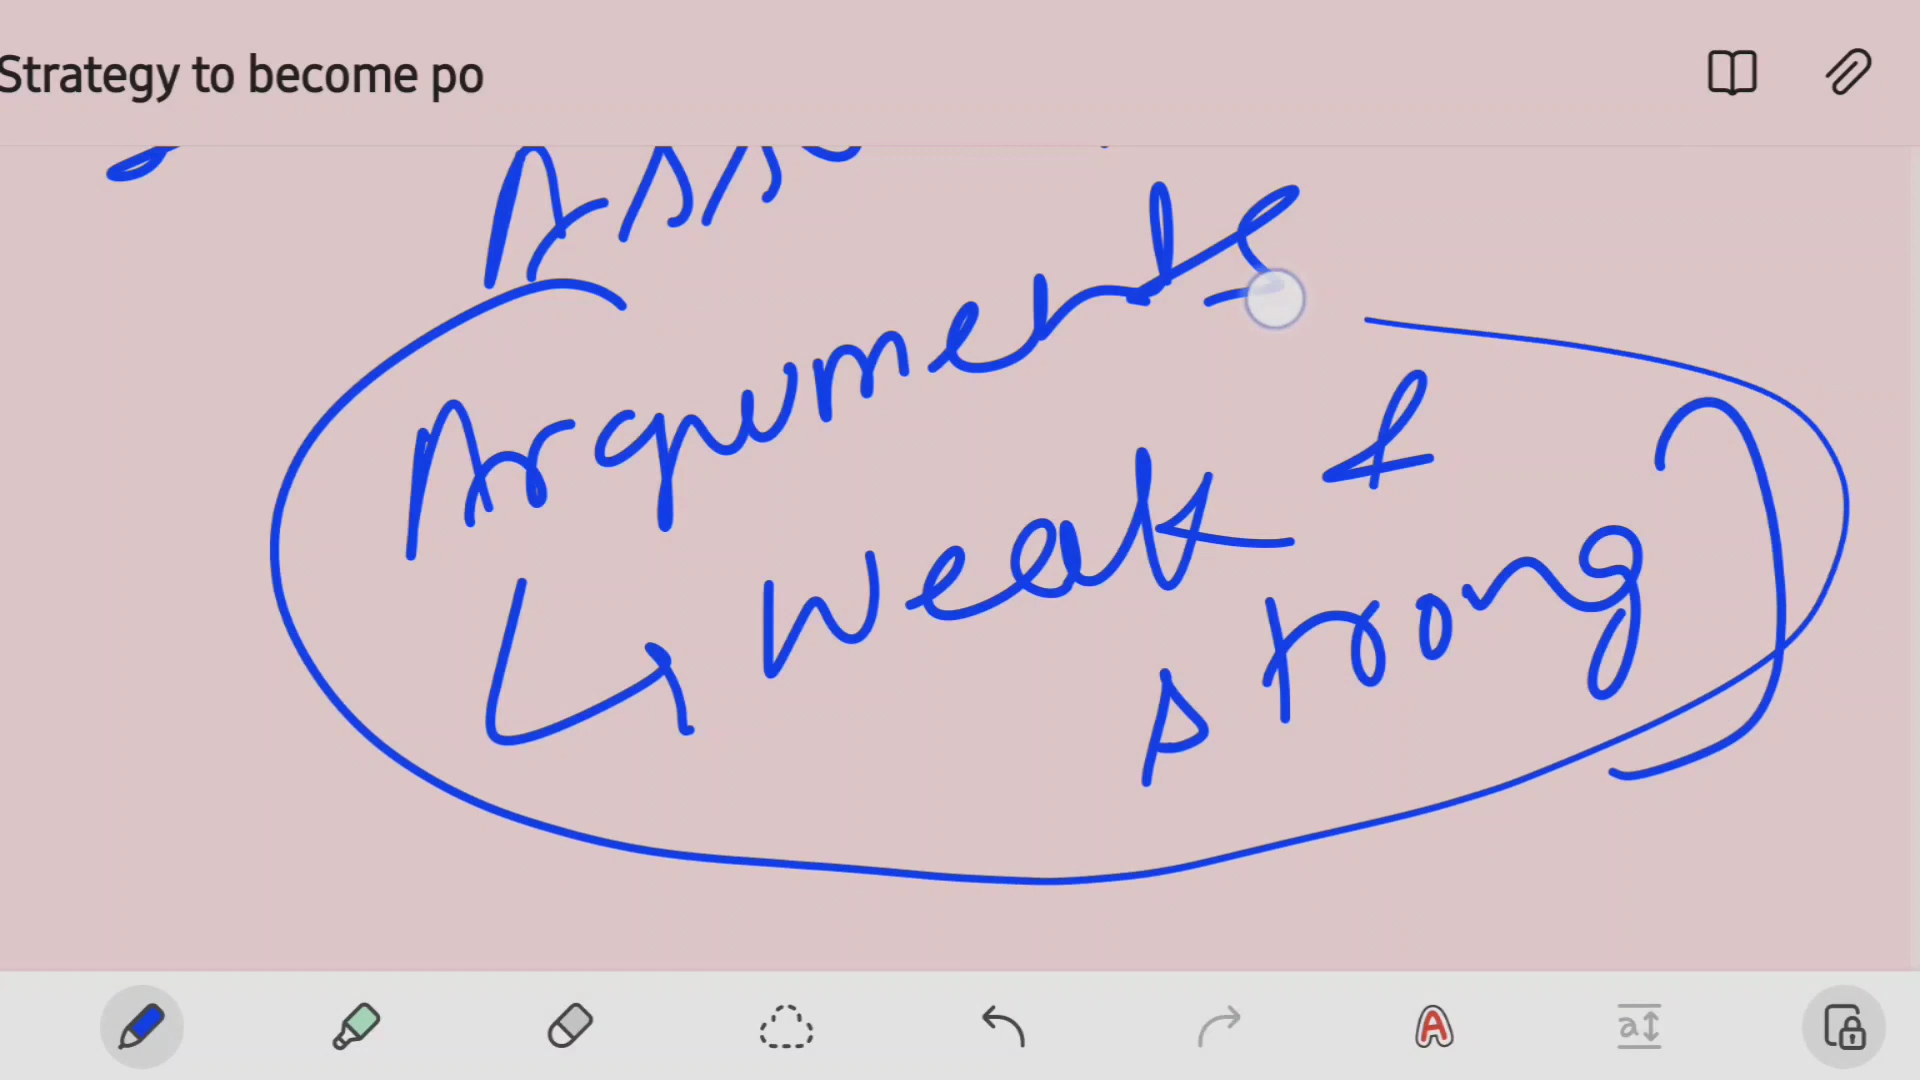 Strategy to become po
Arguments
↳ Weak &
strong